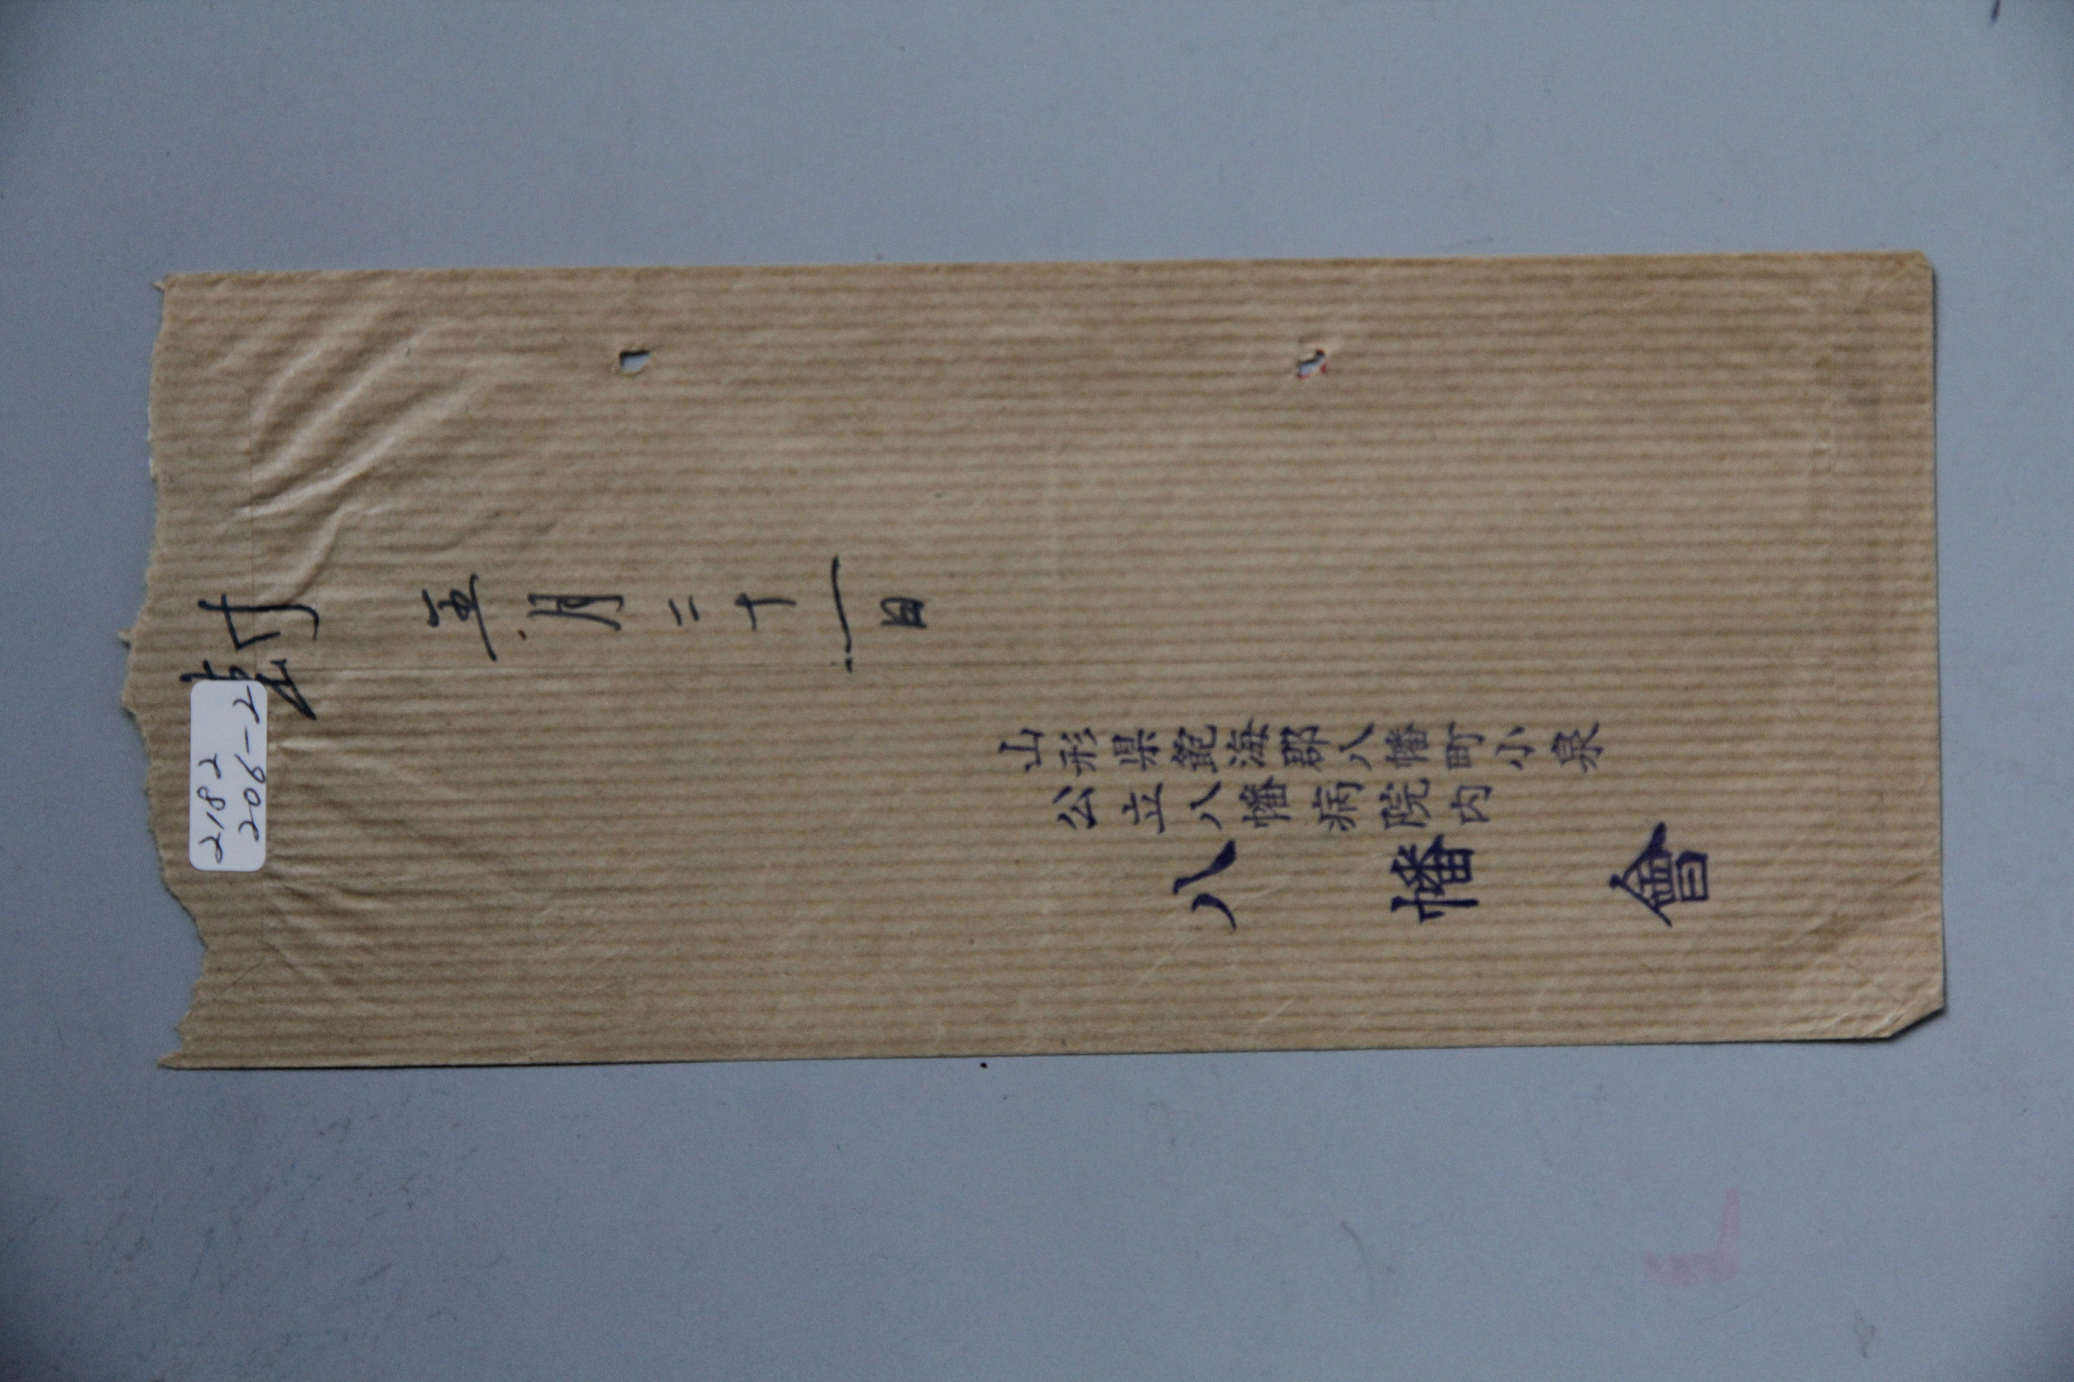 封
五月二十一日
山形県飽海郡八幡町小泉
公立八幡病院内
八幡會
2182
206-2